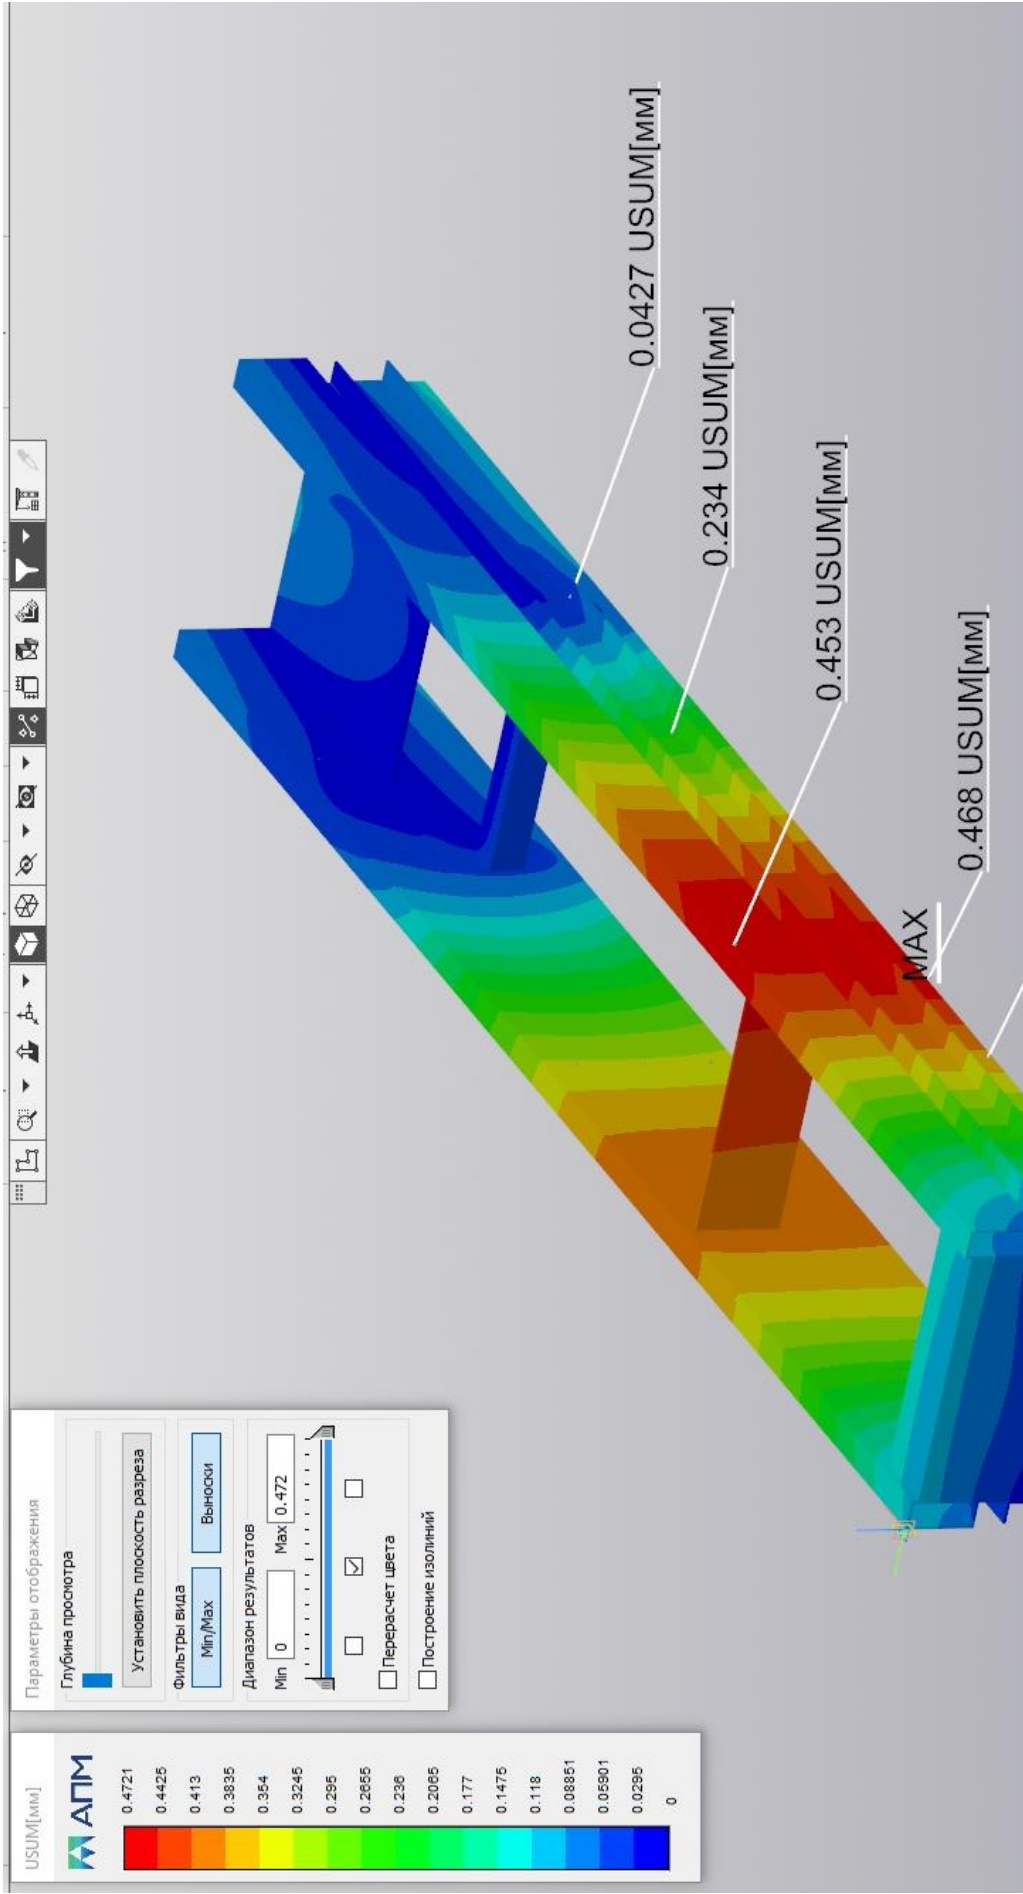 USUM[мм]
АПМ
0.4721
0.4425
0.413
0.3835
0.354
0.3245
0.295
0.2655
0.236
0.2065
0.177
0.1475
0.118
0.08851
0.05901
0.0295
0
Параметры отображения
Глубина просмотра
Установить плоскость разреза
Фильтры вида
Min/Max
Выноски
Диапазон результатов
Min 0 Max 0.472
Перерасчет цвета
Построение изолиний
0.0427 USUM[мм]
0.234 USUM[мм]
0.453 USUM[мм]
MAX
0.468 USUM[мм]